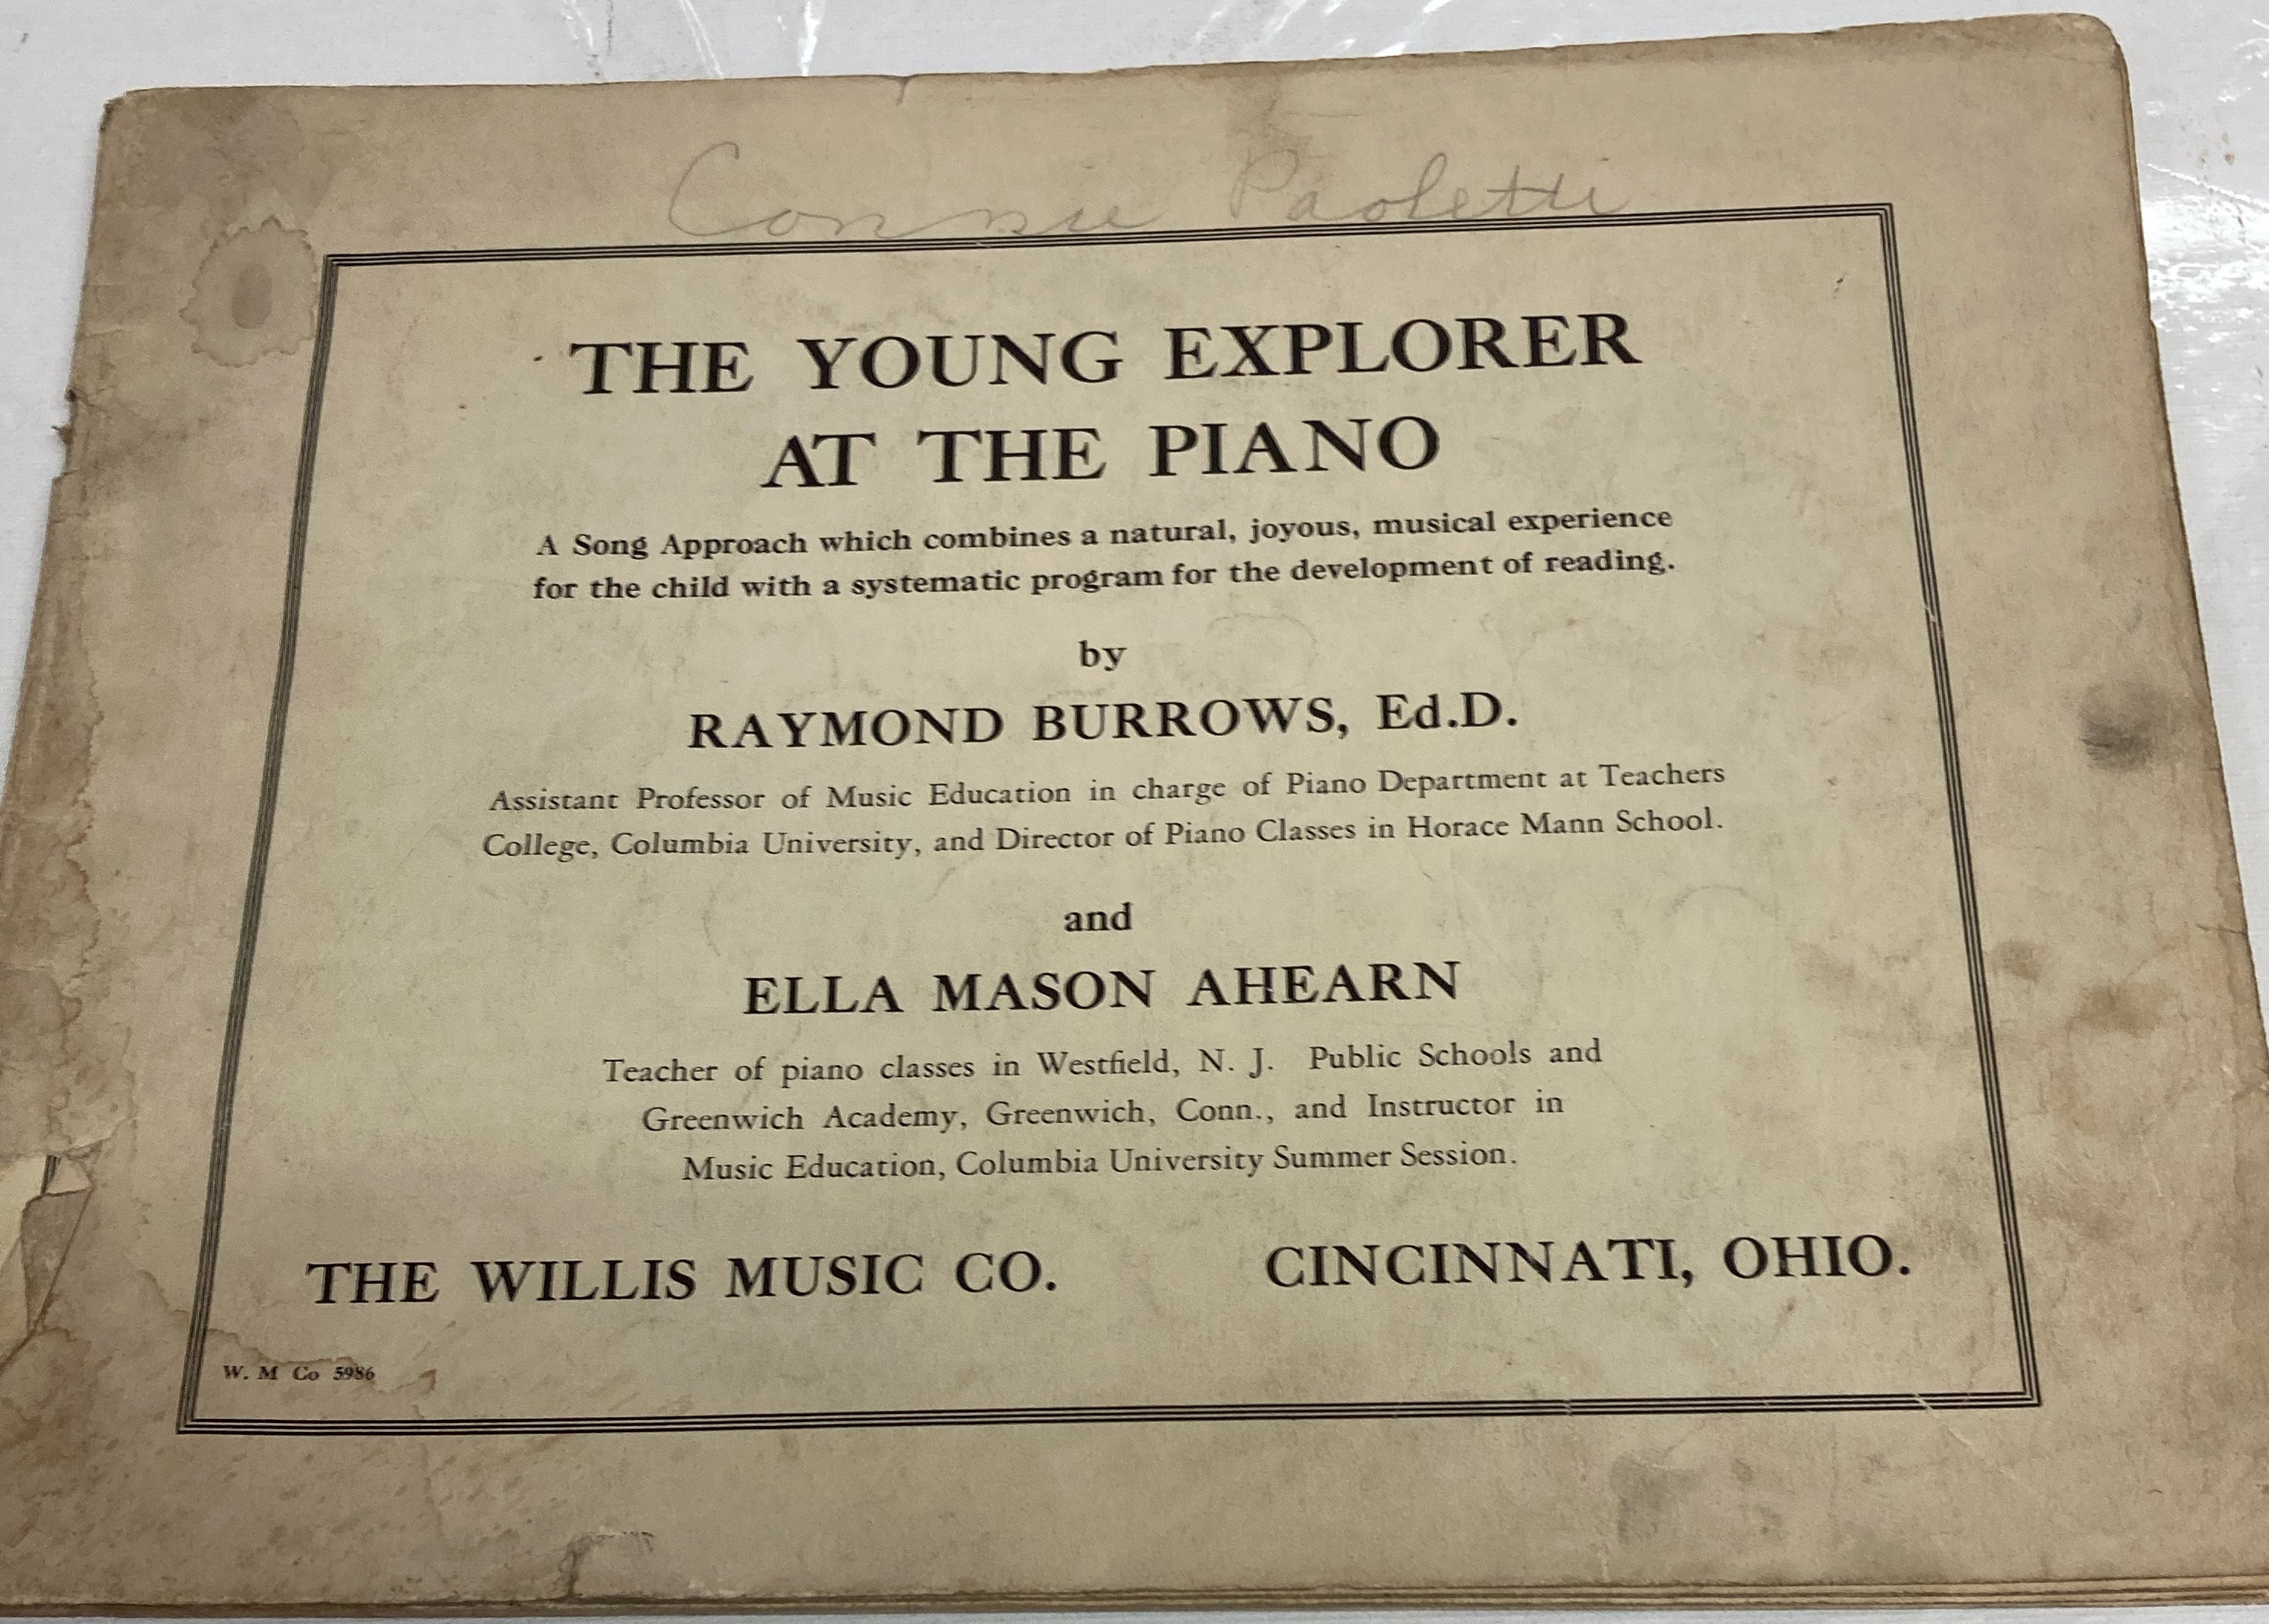 Connie Paoletti
THE YOUNG EXPLORER
AT THE PIANO
A Song Approach which combines a natural, joyous, musical experience
for the child with a systematic program for the development of reading.
by
RAYMOND BURROWS, Ed.D.
Assistant Professor of Music Education in charge of Piano Department at Teachers
College, Columbia University, and Director of Piano Classes in Horace Mann School.
and
ELLA MASON AHEARN
Teacher of piano classes in Westfield, N. J. Public Schools and
Greenwich Academy, Greenwich, Conn., and Instructor in
Music Education, Columbia University Summer Session.
THE WILLIS MUSIC CO. CINCINNATI, OHIO.
W. M Co 5986